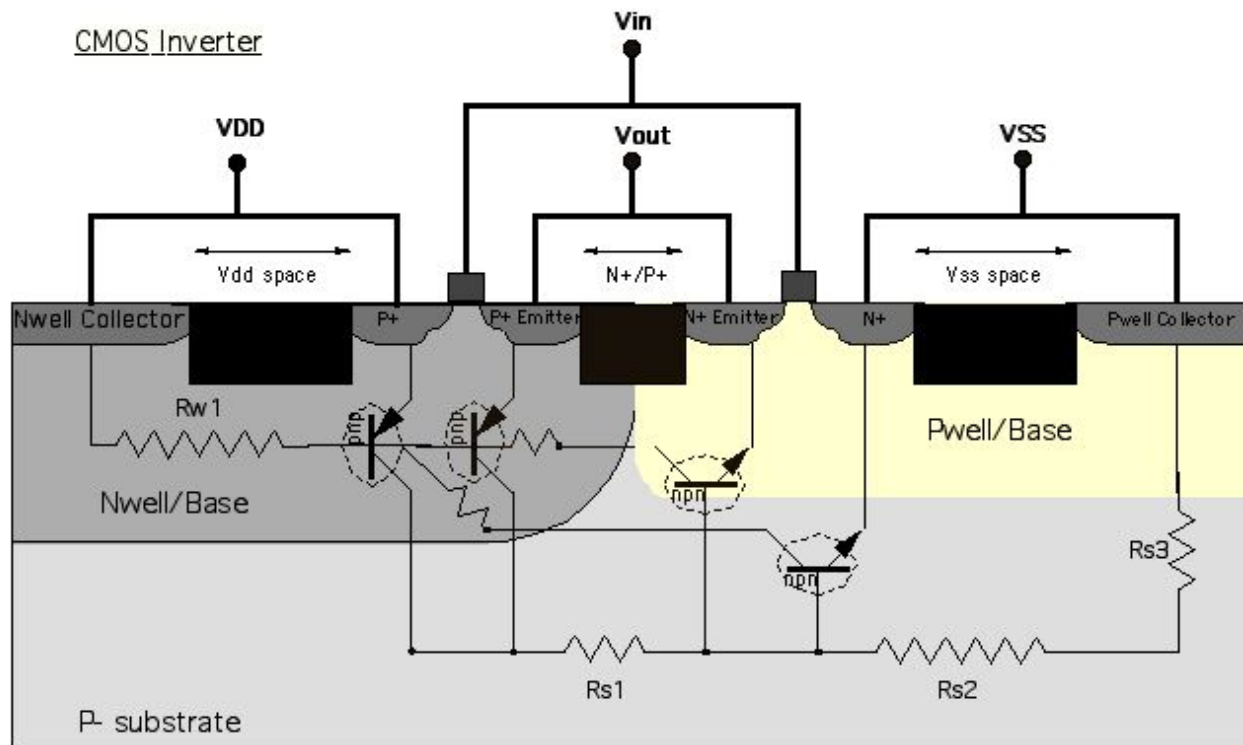 CMOS Inverter
Vin
VDD
Vout
VSS
Vdd space
N+/P+
Vss space
Nwell Collector
P+
P+ Emitter
N+ Emitter
N+
Pwell Collector
Rw1
pnp
pnp
Pwell/Base
Nwell/Base
npn
npn
Rs3
Rs1
Rs2
P- substrate